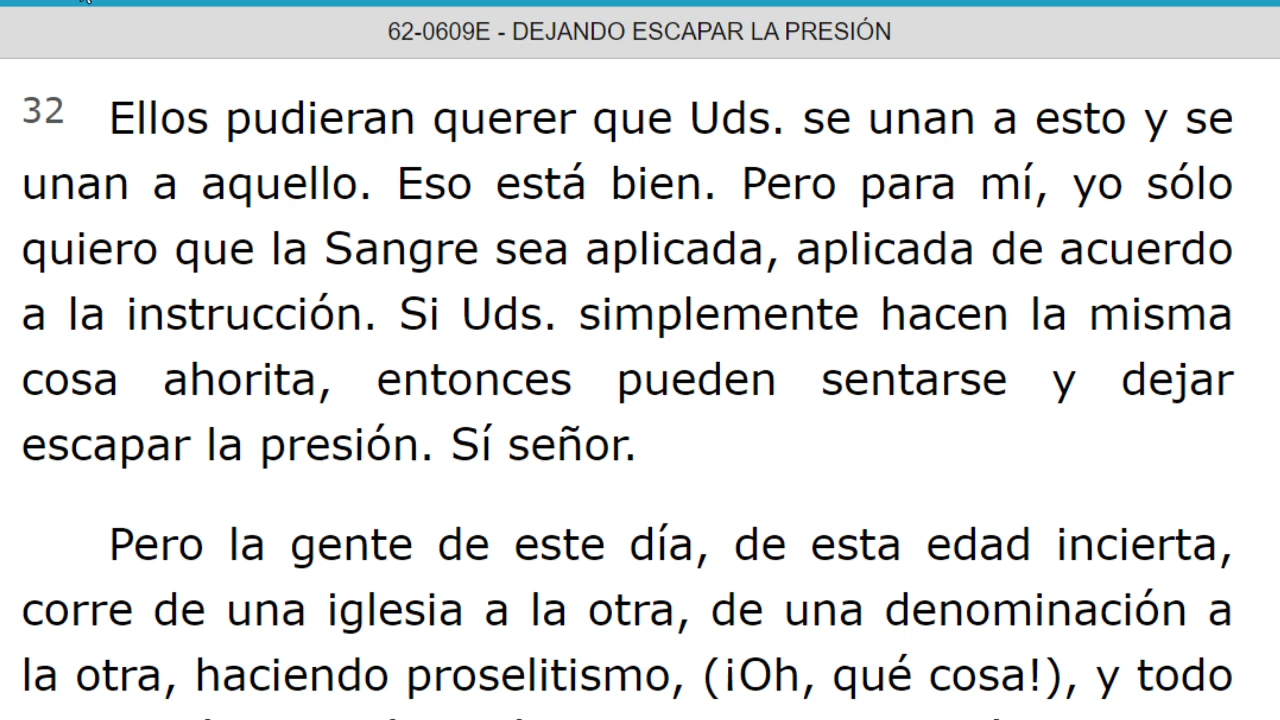 62-0609E - DEJANDO ESCAPAR LA PRESIÓN
32 Ellos pudieran querer que Uds. se unan a esto y se
unan a aquello. Eso está bien. Pero para mí, yo sólo
quiero que la Sangre sea aplicada, aplicada de acuerdo
a la instrucción. Si Uds. simplemente hacen la misma
cosa ahorita, entonces pueden sentarse y dejar
escapar la presión. Sí señor.
Pero la gente de este día, de esta edad incierta,
corre de una iglesia a la otra, de una denominación a
la otra, haciendo proselitismo, (¡Oh, qué cosa!), y todo